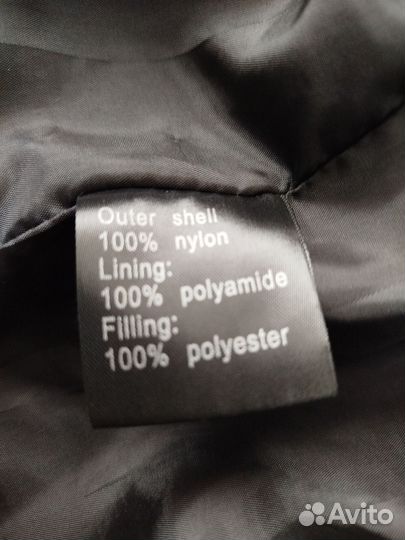 Outer shell
100% nylon
Lining:
100% polyamide
Filling:
100% polyester
Avito